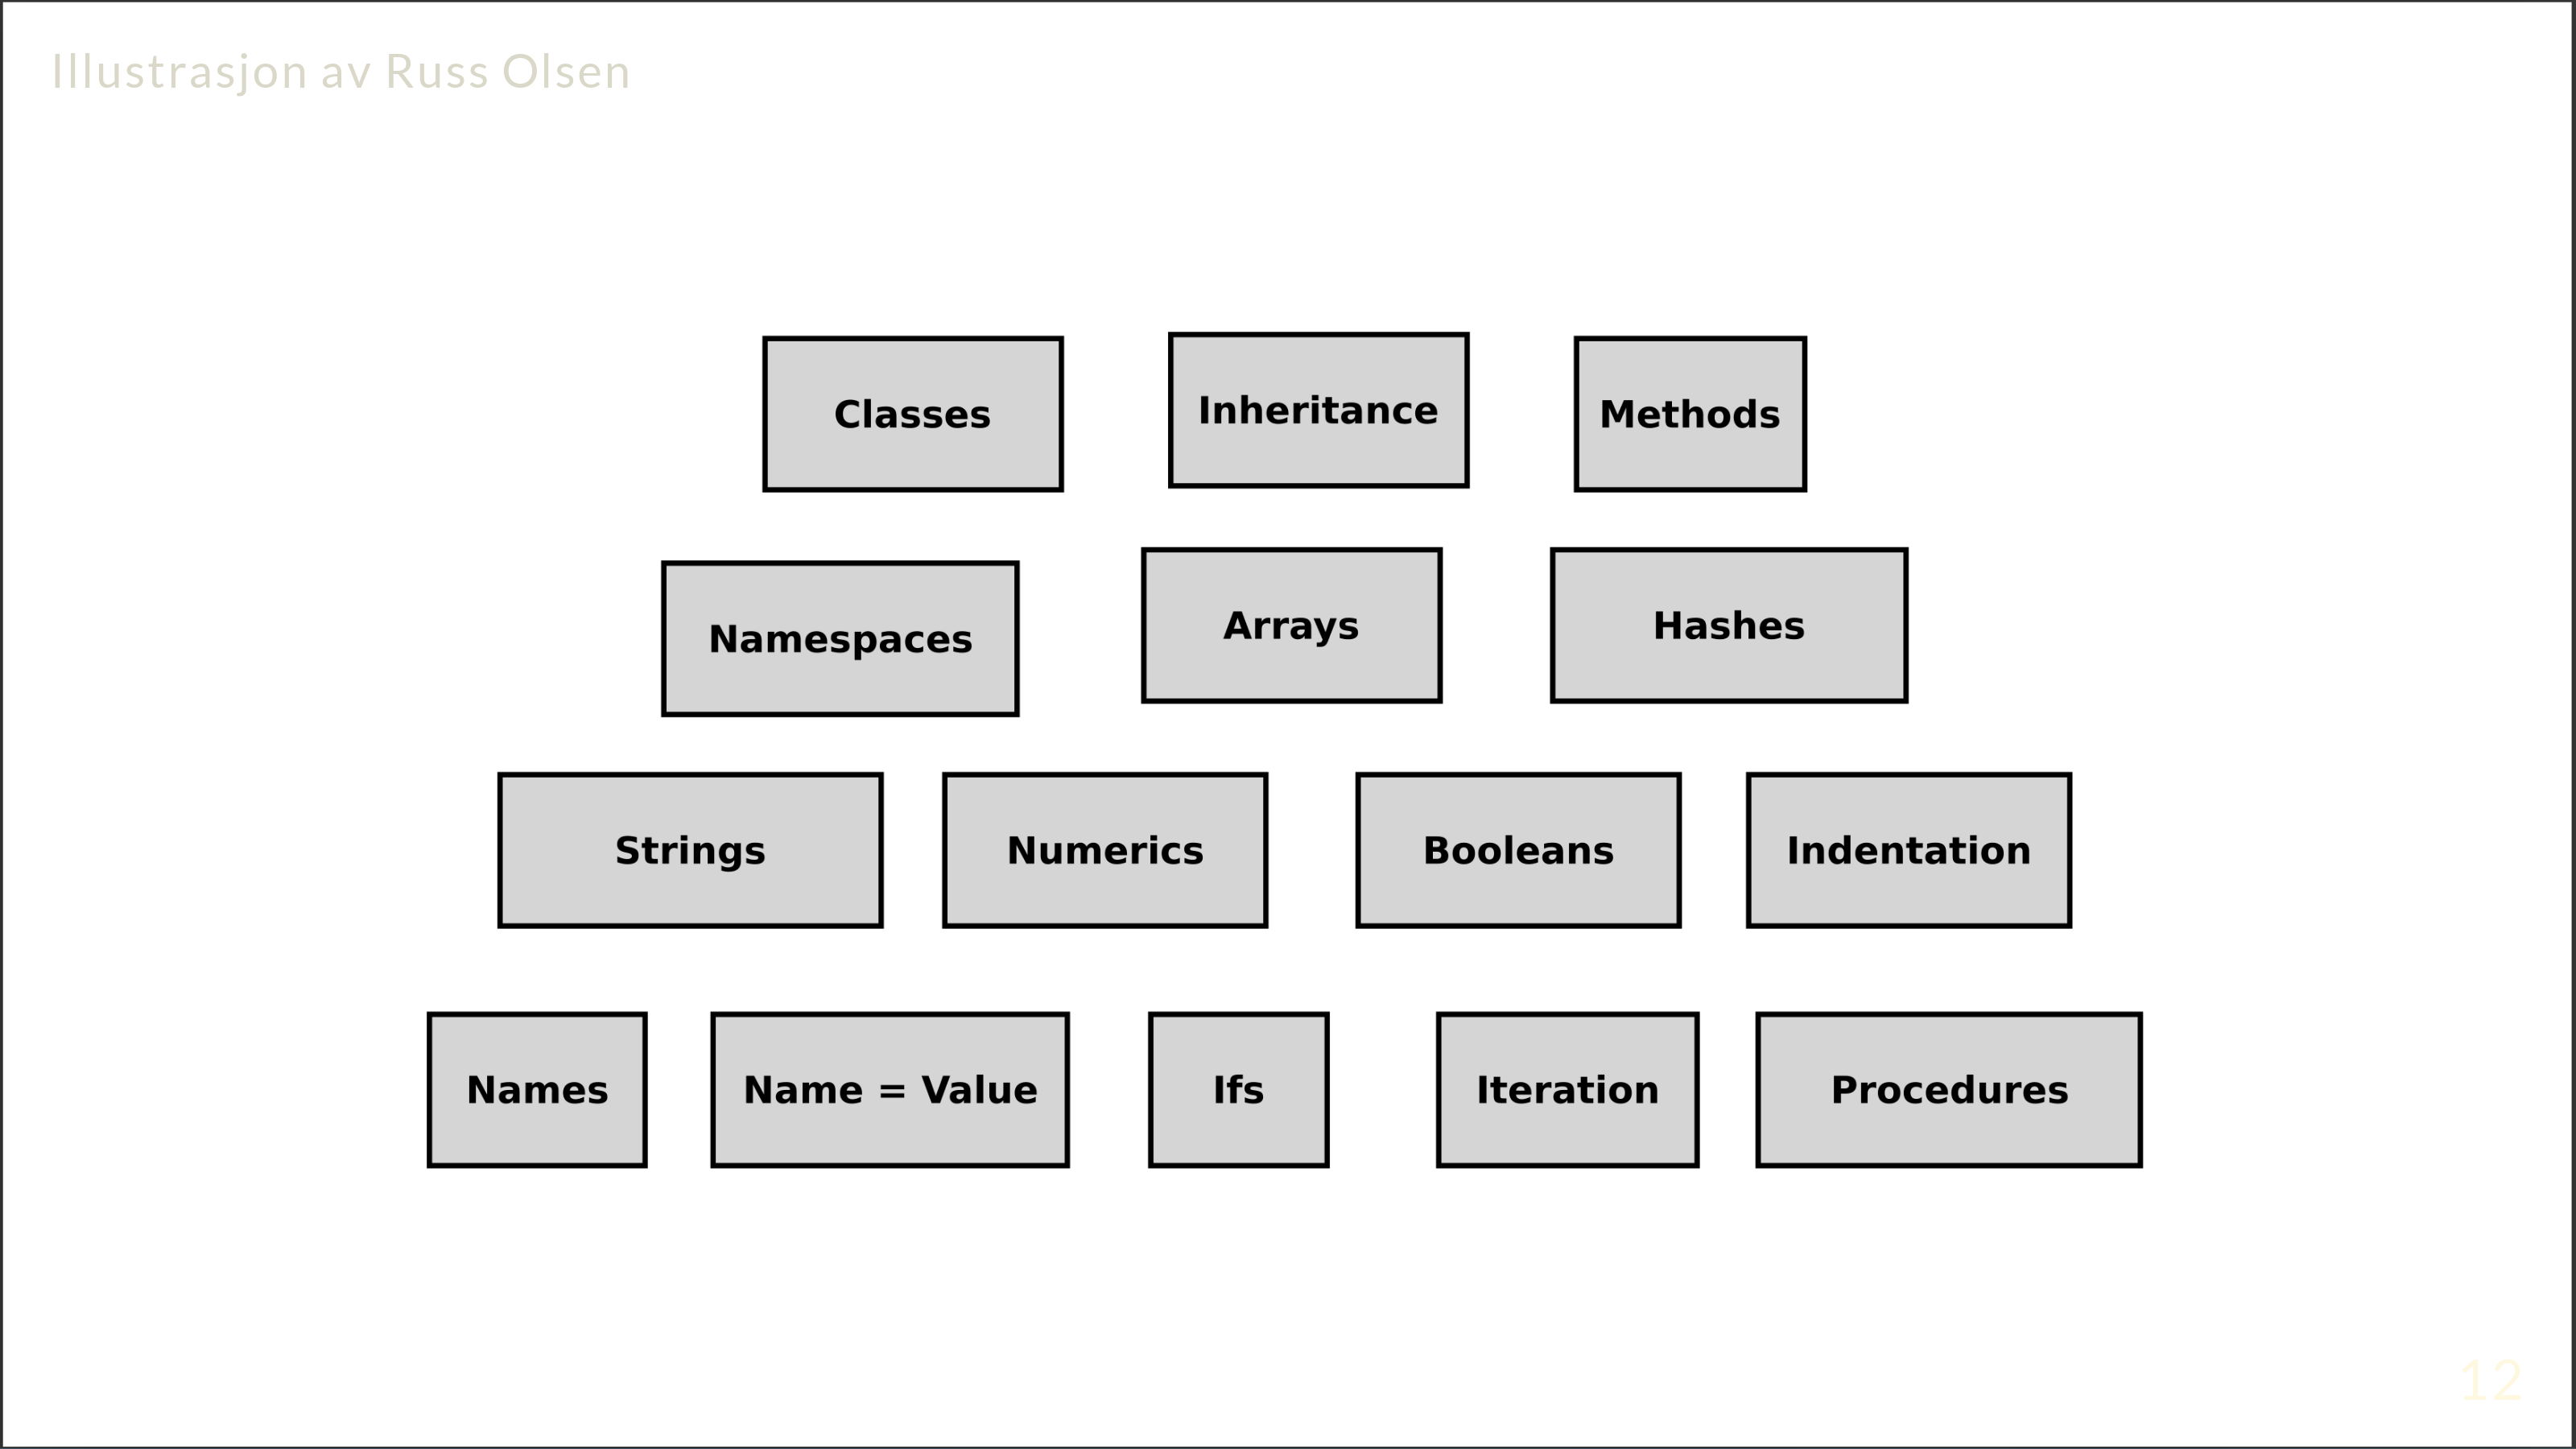 Illustrasjon av Russ Olsen
Classes
Inheritance
Methods
Namespaces
Arrays
Hashes
Strings
Numerics
Booleans
Indentation
Names
Name = Value
Ifs
Iteration
Procedures
12